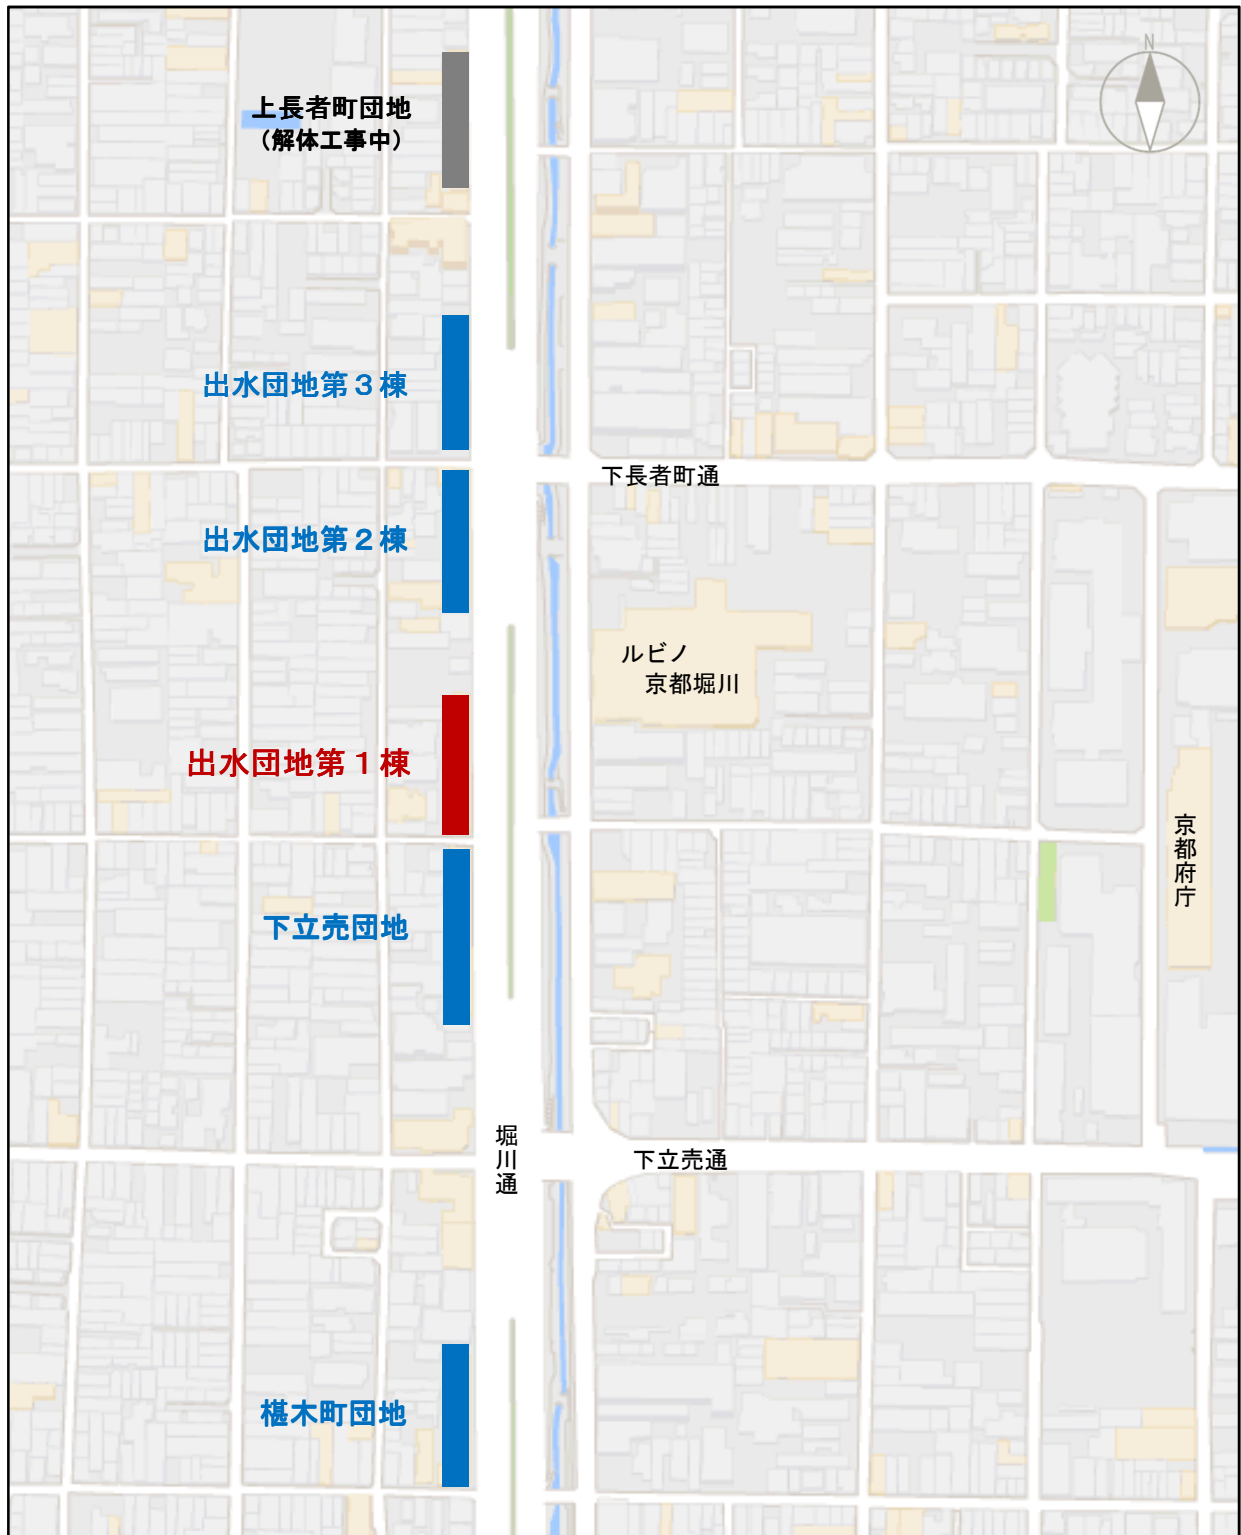 N
上長者町団地
（解体工事中）
出水団地第３棟
下長者町通
出水団地第２棟
ルビノ
京都堀川
出水団地第１棟
京都府庁
下立売団地
堀川通
下立売通
椹木町団地